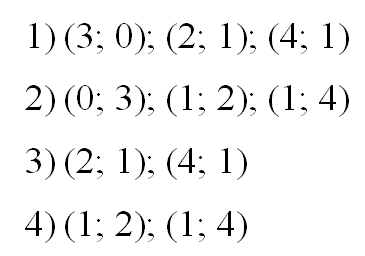 1) (3; 0); (2; 1); (4; 1)
2) (0; 3); (1; 2); (1; 4)
3) (2; 1); (4; 1)
4) (1; 2); (1; 4)